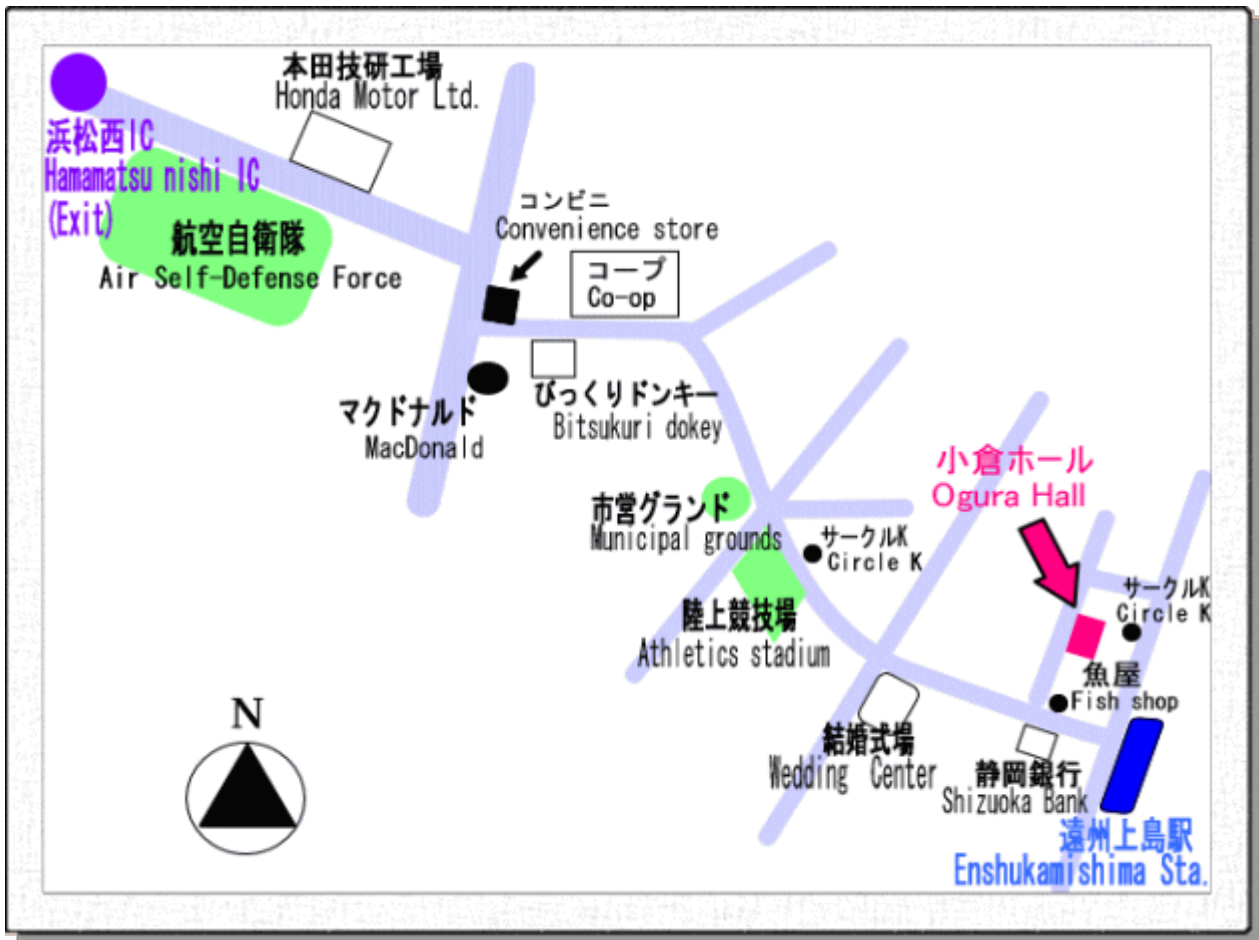 本田技研工場
Honda Motor Ltd.
浜松西IC
Hamamatsu nishi IC
(Exit)
航空自衛隊
Air Self-Defense Force
コンビニ
Convenience store
コープ
Co-op
マクドナルド
MacDonald
びっくりドンキー
Bitsukuri dokey
市営グランド
Municipal grounds
サークルK
Circle K
小倉ホール
Ogura Hall
サークルK
Circle K
陸上競技場
Athletics stadium
魚屋
Fish shop
結婚式場
Wedding Center
静岡銀行
Shizuoka Bank
遠州上島駅
Enshukamishima Sta.
N